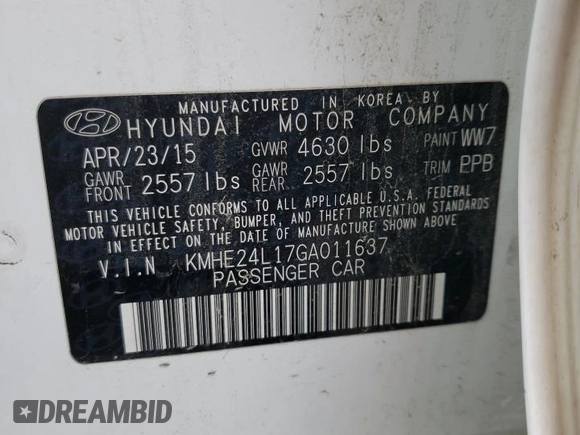 MANUFACTURED IN KOREA BY
HYUNDAI MOTOR COMPANY
APR/23/15 GVWR 4630 lbs PAINT WW7
GAWR FRONT 2557 lbs GAWR REAR 2557 lbs TRIM PPB
THIS VEHICLE CONFORMS TO ALL APPLICABLE U.S.A. FEDERAL
MOTOR VEHICLE SAFETY, BUMPER, AND THEFT PREVENTION STANDARDS
IN EFFECT ON THE DATE OF MANUFACTURE SHOWN ABOVE.
V.I.N KMHE24L17GA011637
PASSENGER CAR
DREAMBID